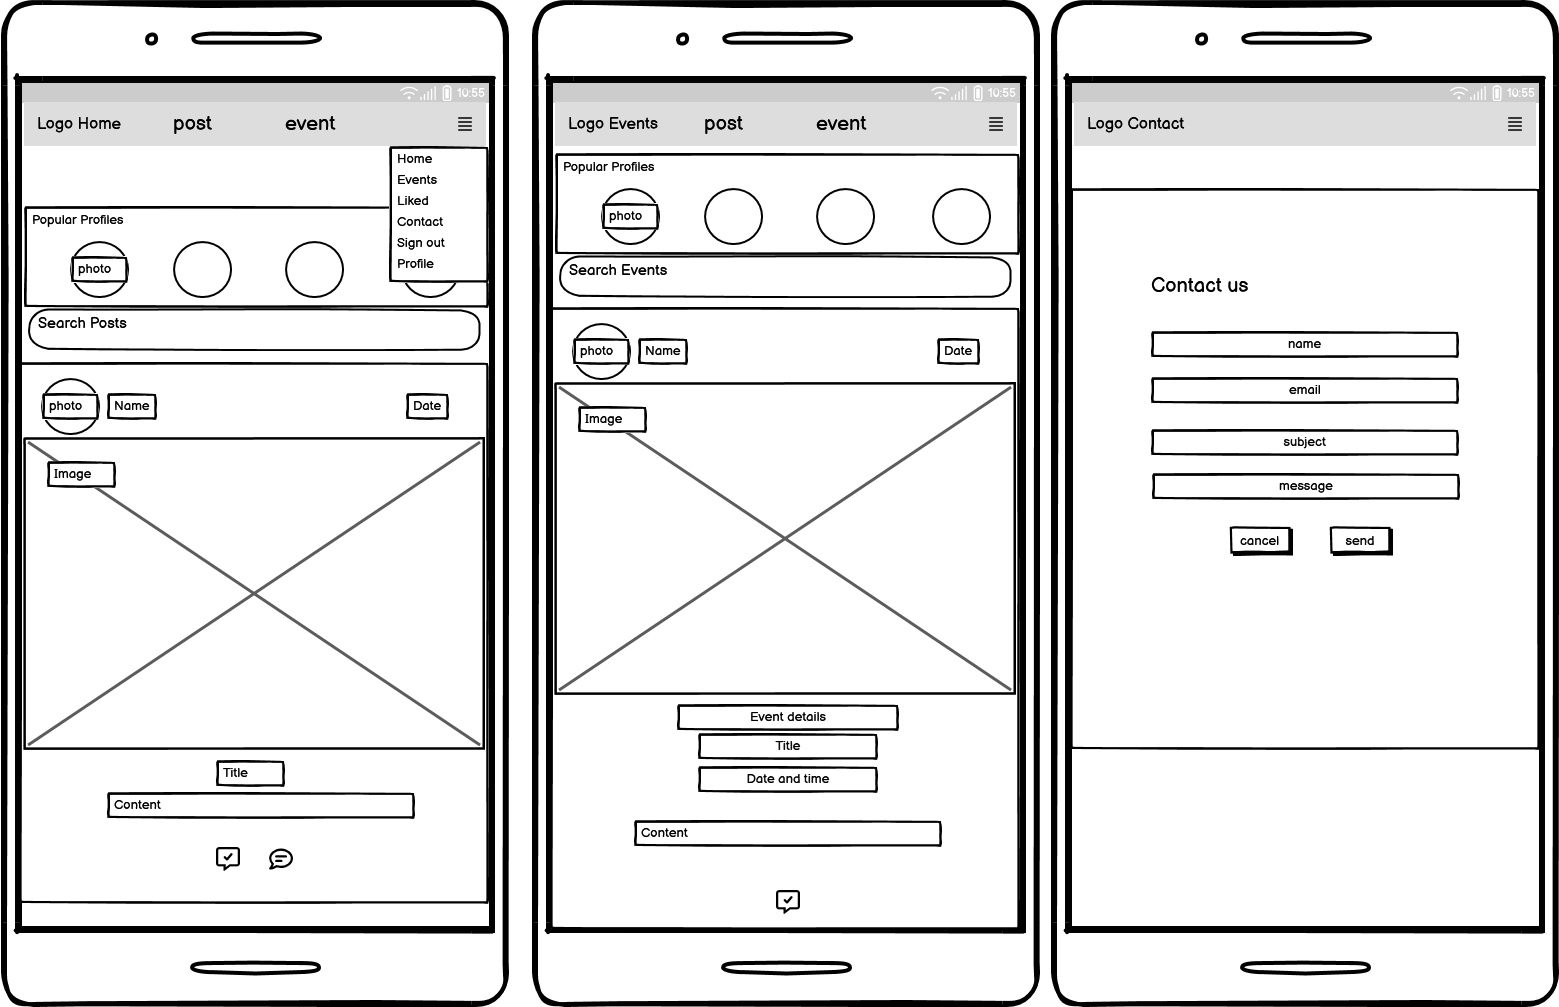 10:55
Logo Home
post
event
Home
Events
Liked
Contact
Sign out
Profile
Popular Profiles
photo
Search Posts
photo
Name
Date
Image
Title
Content
10:55
Logo Events
post
event
Popular Profiles
photo
Search Events
photo
Name
Date
Image
Event details
Title
Date and time
Content
10:55
Logo Contact
Contact us
name
email
subject
message
cancel
send